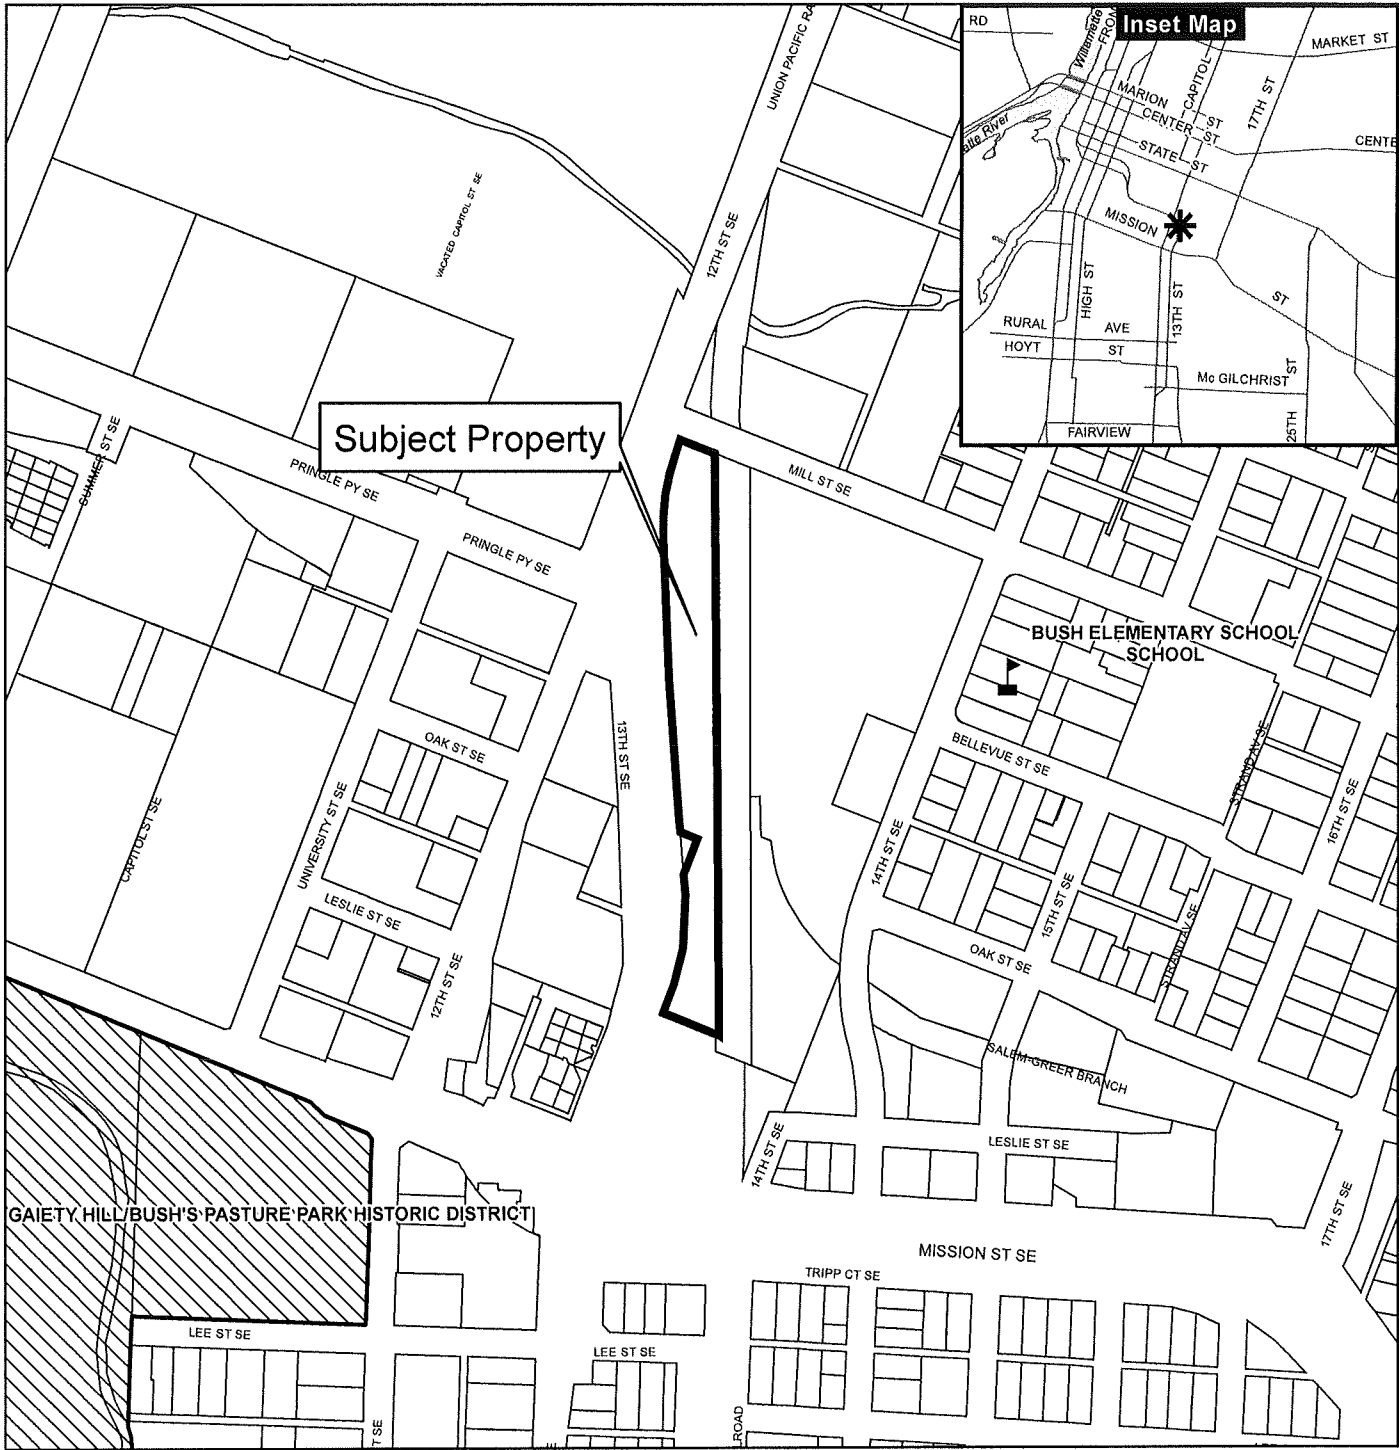 Inset Map
RD
Willamette
FRON
MARKET ST
CAPITOL
17TH ST
MARION
ST
CENTER ST
CENTE
STATE ST
MISSION
ST
HIGH ST
13TH ST
RURAL
AVE
HOYT
ST
Mc GILCHRIST
25TH
ST
FAIRVIEW
UNION PACIFIC RA
VACATED CAPITOL ST SE
12TH ST SE
Subject Property
SUMMER ST SE
PRINGLE PY SE
PRINGLE PY SE
MILL ST SE
BUSH ELEMENTARY SCHOOL
SCHOOL
13TH ST SE
OAK ST SE
BELLEVUE ST SE
STRAND AV SE
16TH ST SE
CAPITOL ST SE
UNIVERSITY ST SE
14TH ST SE
LESLIE ST SE
15TH ST SE
STRAND AV SE
OAK ST SE
12TH ST SE
SALEM-GREER BRANCH
LESLIE ST SE
14TH ST SE
17TH ST SE
GAIETY HILL/BUSH'S PASTURE PARK HISTORIC DISTRICT
MISSION ST SE
TRIPP CT SE
LEE ST SE
LEE ST SE
T SE
LROAD